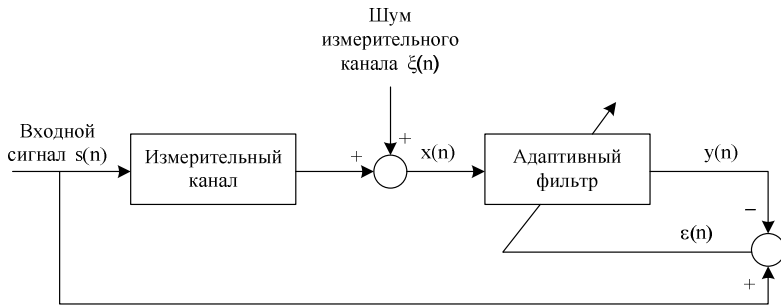 Шум
измерительного
канала ξ(n)
Входной
сигнал s(n)
Измерительный
канал
+
+
x(n)
Адаптивный
фильтр
y(n)
−
ε(n)
+